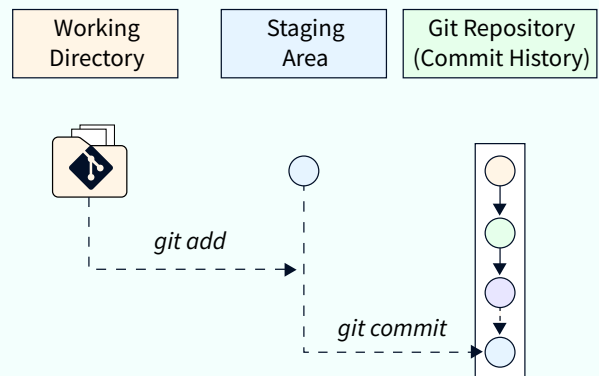 Working
Directory
Staging
Area
Git Repository
(Commit History)
git add
git commit